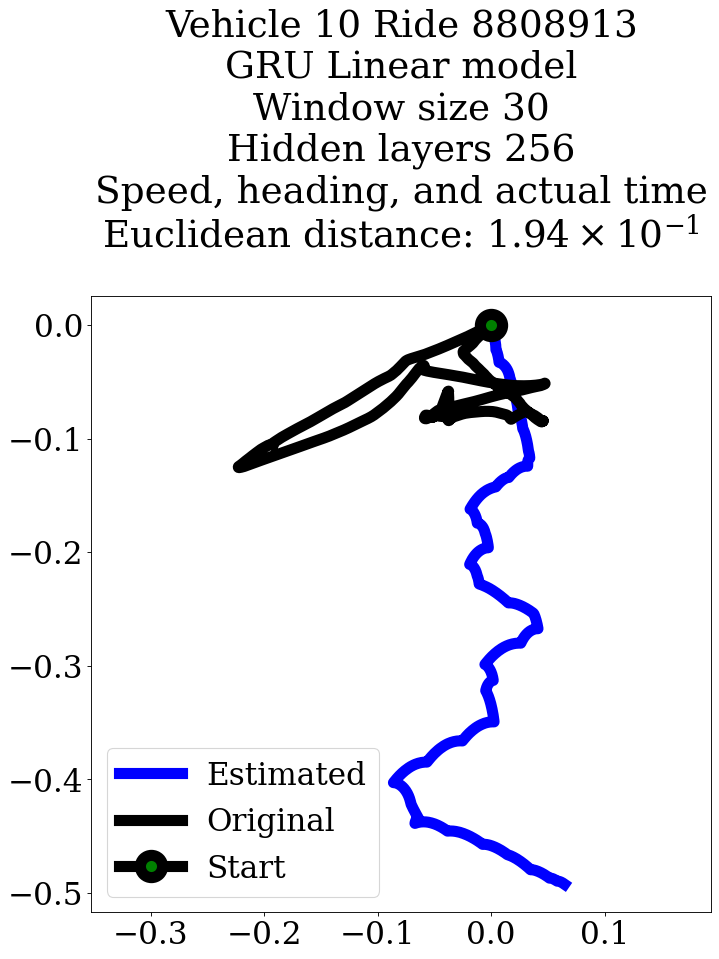 Vehicle 10 Ride 8808913
GRU Linear model
Window size 30
Hidden layers 256
Speed, heading, and actual time
Euclidean distance: 1.94 × 10⁻¹
0.0
−0.1
−0.2
−0.3
−0.4
−0.5
Estimated
Original
Start
−0.3 −0.2 −0.1 0.0 0.1